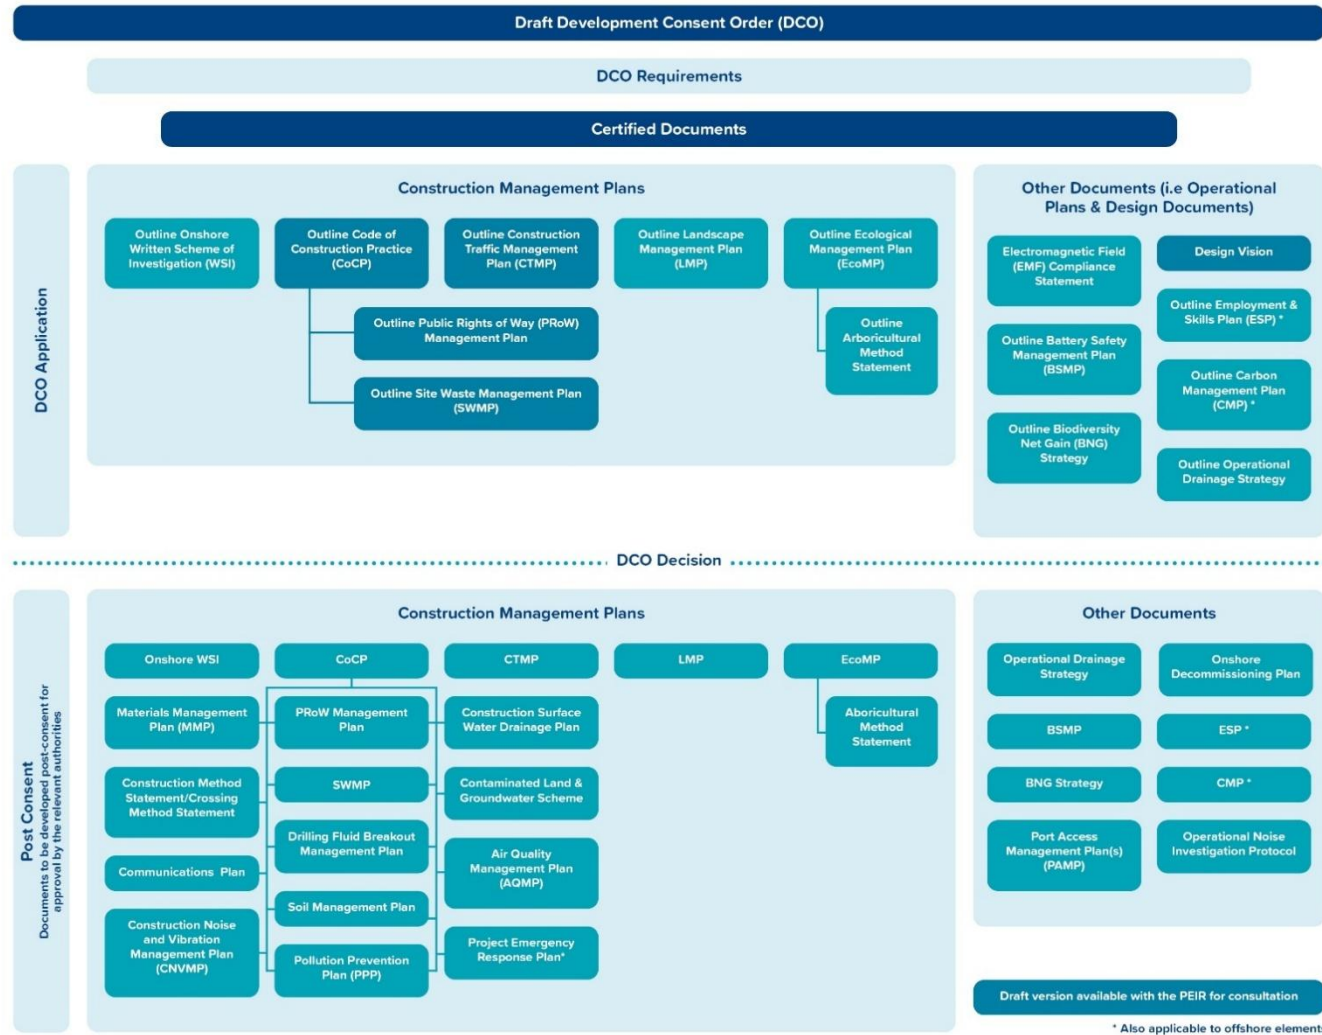 Draft Development Consent Order (DCO)
DCO Requirements
Certified Documents
DCO Application
Construction Management Plans
Outline Onshore
Written Scheme of
Investigation (WSI)
Outline Code of
Construction Practice
(CoCP)
Outline Construction
Traffic Management
Plan (CTMP)
Outline Landscape
Management Plan
(LMP)
Outline Ecological
Management Plan
(EcoMP)
Outline Public Rights of Way (PRoW)
Management Plan
Outline Site Waste Management Plan
(SWMP)
Outline
Arboricultural
Method
Statement
Other Documents (i.e Operational
Plans & Design Documents)
Electromagnetic Field
(EMF) Compliance
Statement
Design Vision
Outline Employment &
Skills Plan (ESP) *
Outline Battery Safety
Management Plan
(BSMP)
Outline Carbon
Management Plan
(CMP) *
Outline Biodiversity
Net Gain (BNG)
Strategy
Outline Operational
Drainage Strategy
DCO Decision
Post Consent
Documents to be developed post-consent for
approval by the relevant authorities
Construction Management Plans
Onshore WSI
CoCP
CTMP
LMP
EcoMP
Materials Management
Plan (MMP)
PRoW Management
Plan
Construction Surface
Water Drainage Plan
Aboricultural
Method
Statement
Construction Method
Statement/Crossing
Method Statement
SWMP
Contaminated Land &
Groundwater Scheme
Drilling Fluid Breakout
Management Plan
Air Quality
Management Plan
(AQMP)
Communications Plan
Soil Management Plan
Construction Noise
and Vibration
Management Plan
(CNVMP)
Pollution Prevention
Plan (PPP)
Project Emergency
Response Plan*
Other Documents
Operational Drainage
Strategy
Onshore
Decommissioning Plan
BSMP
ESP *
BNG Strategy
CMP *
Port Access
Management Plan(s)
(PAMP)
Operational Noise
Investigation Protocol
Draft version available with the PEIR for consultation
* Also applicable to offshore element